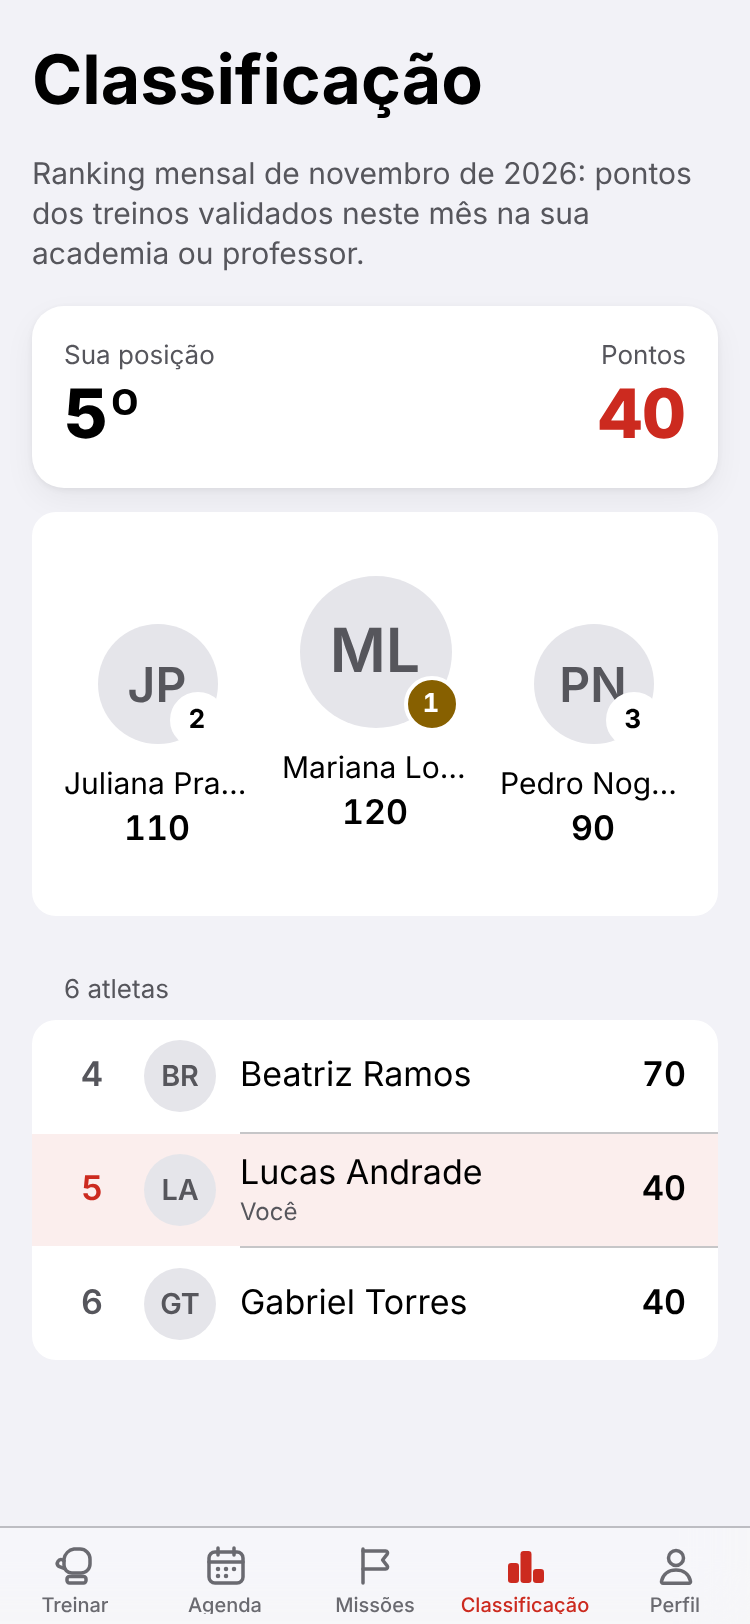 Classificação
Ranking mensal de novembro de 2026: pontos
dos treinos validados neste mês na sua
academia ou professor.
Sua posição
Pontos
5º
40
JP
2
Juliana Pra...
110
ML
1
Mariana Lo...
120
PN
3
Pedro Nog...
90
6 atletas
4 BR Beatriz Ramos 70
5 LA Lucas Andrade 40
Você
6 GT Gabriel Torres 40
Treinar Agenda Missões Classificação Perfil